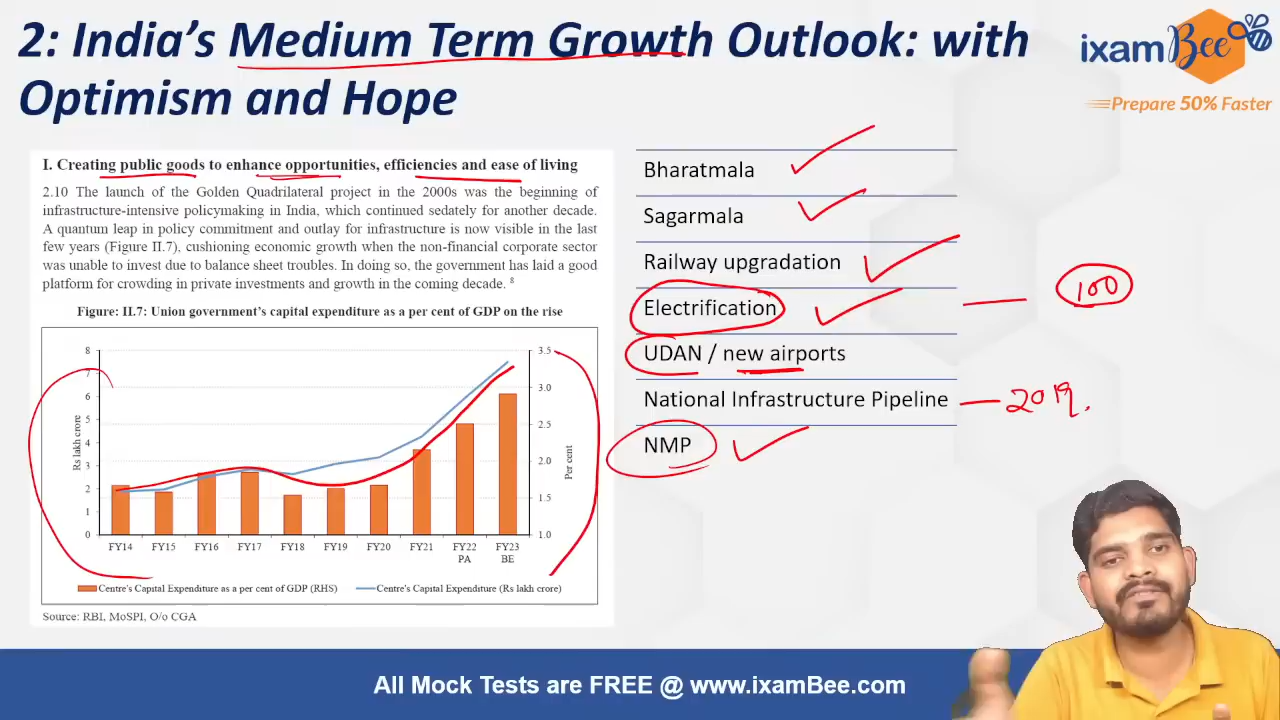 2: India’s Medium Term Growth Outlook: with
Optimism and Hope
ixamBee
Prepare 50% Faster
I. Creating public goods to enhance opportunities, efficiencies and ease of living
2.10 The launch of the Golden Quadrilateral project in the 2000s was the beginning of
infrastructure-intensive policymaking in India, which continued sedately for another decade.
A quantum leap in policy commitment and outlay for infrastructure is now visible in the last
few years (Figure II.7), cushioning economic growth when the non-financial corporate sector
was unable to invest due to balance sheet troubles. In doing so, the government has laid a good
platform for crowding in private investments and growth in the coming decade. 8
Figure: II.7: Union government’s capital expenditure as a per cent of GDP on the rise
8
7
6
5
4
3
2
1
0
Rs lakh crore
3.5
3.0
2.5
2.0
1.5
1.0
Per cent
FY14 FY15 FY16 FY17 FY18 FY19 FY20 FY21 FY22 FY23
PA BE
Centre’s Capital Expenditure as a per cent of GDP (RHS) Centre’s Capital Expenditure (Rs lakh crore)
Source: RBI, MoSPI, O/o CGA
Bharatmala
Sagarmala
Railway upgradation
Electrification
100
UDAN / new airports
National Infrastructure Pipeline
2019.
NMP
All Mock Tests are FREE @ www.ixamBee.com